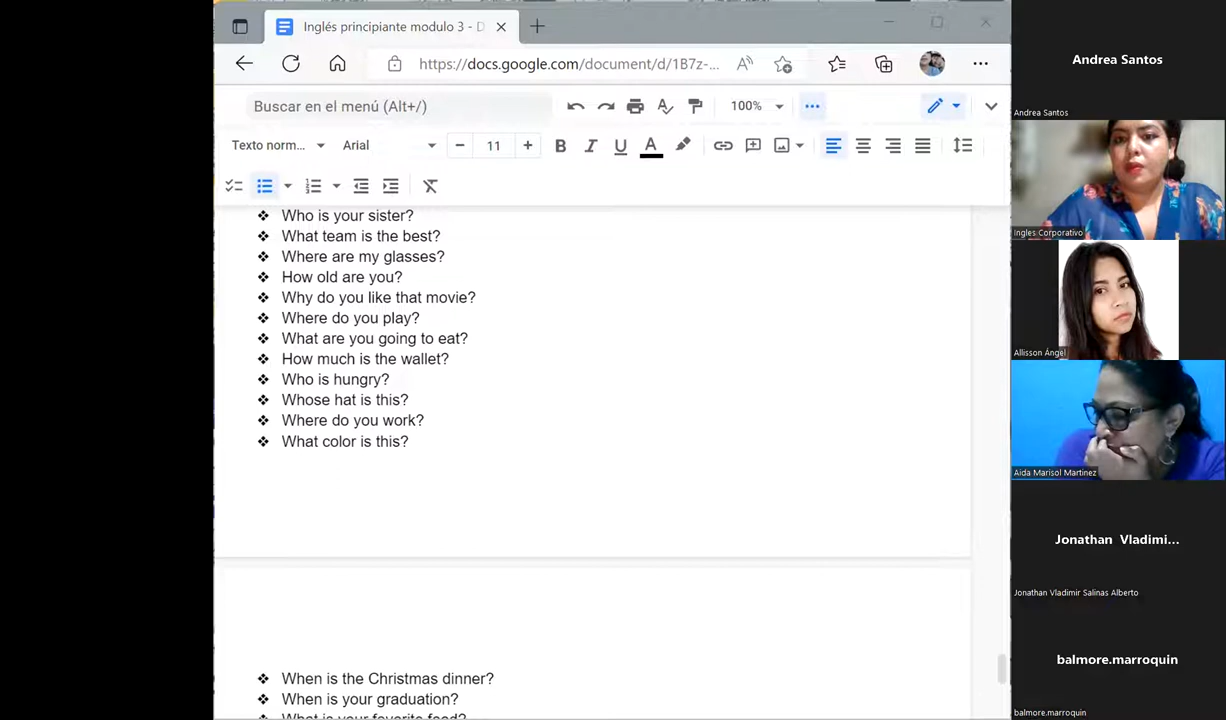 Inglés principiante modulo 3 - D
https://docs.google.com/document/d/1B7z-...
Buscar en el menú (Alt+/)
100%
Texto norm...
Arial
11
B I U A
Who is your sister?
What team is the best?
Where are my glasses?
How old are you?
Why do you like that movie?
Where do you play?
What are you going to eat?
How much is the wallet?
Who is hungry?
Whose hat is this?
Where do you work?
What color is this?
When is the Christmas dinner?
When is your graduation?
What is your favorite food?
Andrea Santos
Andrea Santos
Ingles Corporativo
Allisson Ángel
Aida Marisol Martinez
Jonathan Vladimi...
Jonathan Vladimir Salinas Alberto
balmore.marroquin
balmore.marroquin